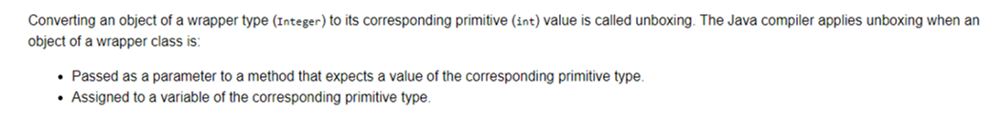 Converting an object of a wrapper type (Integer) to its corresponding primitive (int) value is called unboxing. The Java compiler applies unboxing when an
object of a wrapper class is:
• Passed as a parameter to a method that expects a value of the corresponding primitive type.
• Assigned to a variable of the corresponding primitive type.